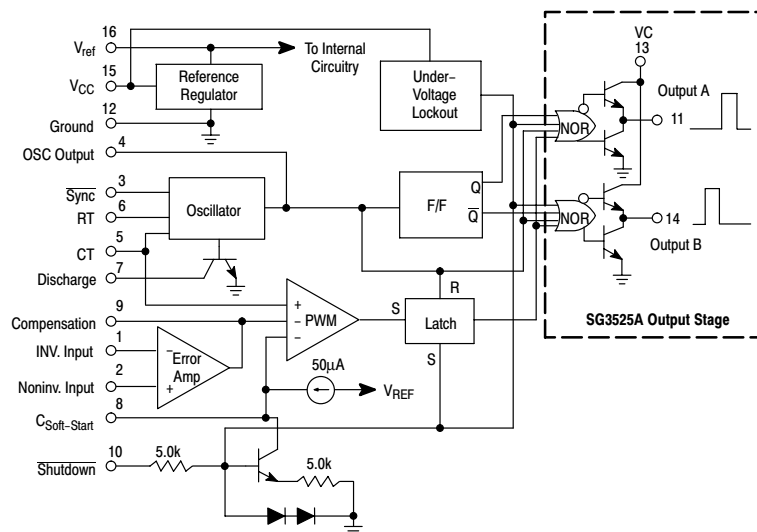 16
Vref
To Internal
Circuitry
15
VCC
Reference
Regulator
Under–
Voltage
Lockout
12
Ground
4
OSC Output
3
Sync
6
RT
Oscillator
5
CT
7
Discharge
F/F
Q
Q
VC
13
Output A
NOR
11
NOR
14
Output B
SG3525A Output Stage
9
Compensation
1
INV. Input
2
Noninv. Input
8
CSoft–Start
+
–
–
PWM
S
R
Latch
S
–
Error
Amp
+
50µA
VREF
10
Shutdown
5.0k
5.0k